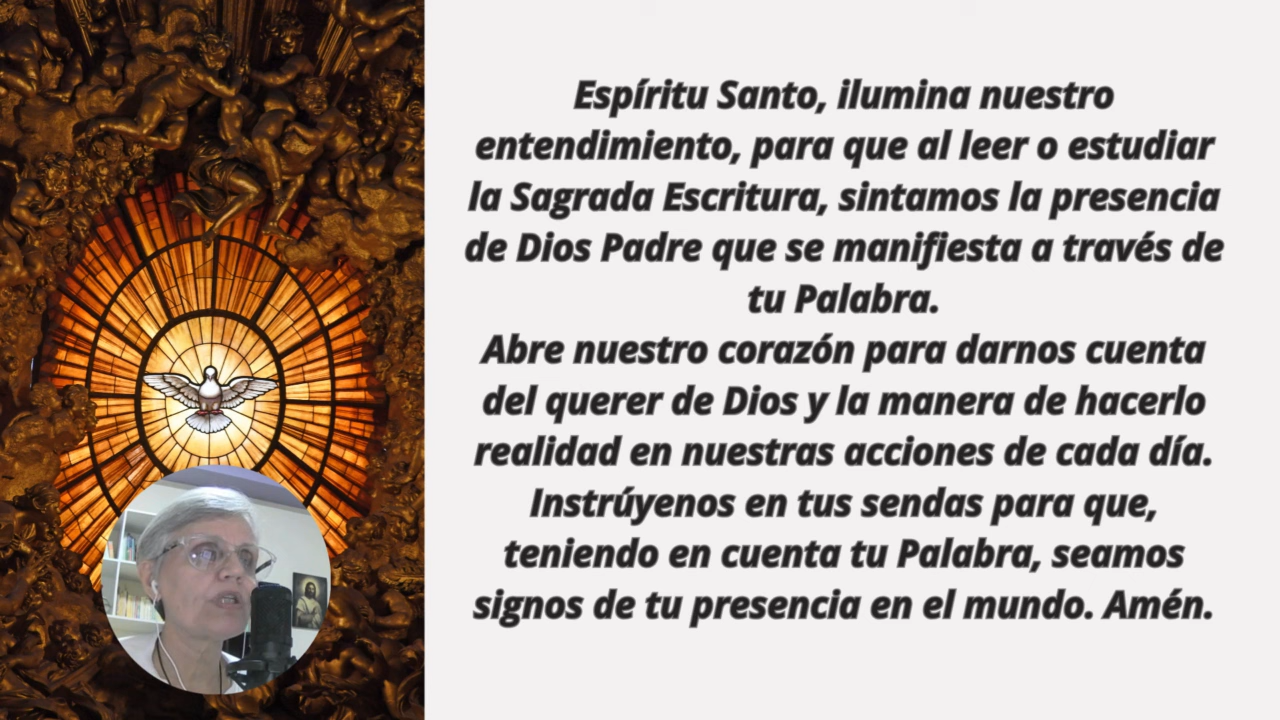 Espíritu Santo, ilumina nuestro
entendimiento, para que al leer o estudiar
la Sagrada Escritura, sintamos la presencia
de Dios Padre que se manifiesta a través de
tu Palabra.
Abre nuestro corazón para darnos cuenta
del querer de Dios y la manera de hacerlo
realidad en nuestras acciones de cada día.
Instrúyenos en tus sendas para que,
teniendo en cuenta tu Palabra, seamos
signos de tu presencia en el mundo. Amén.